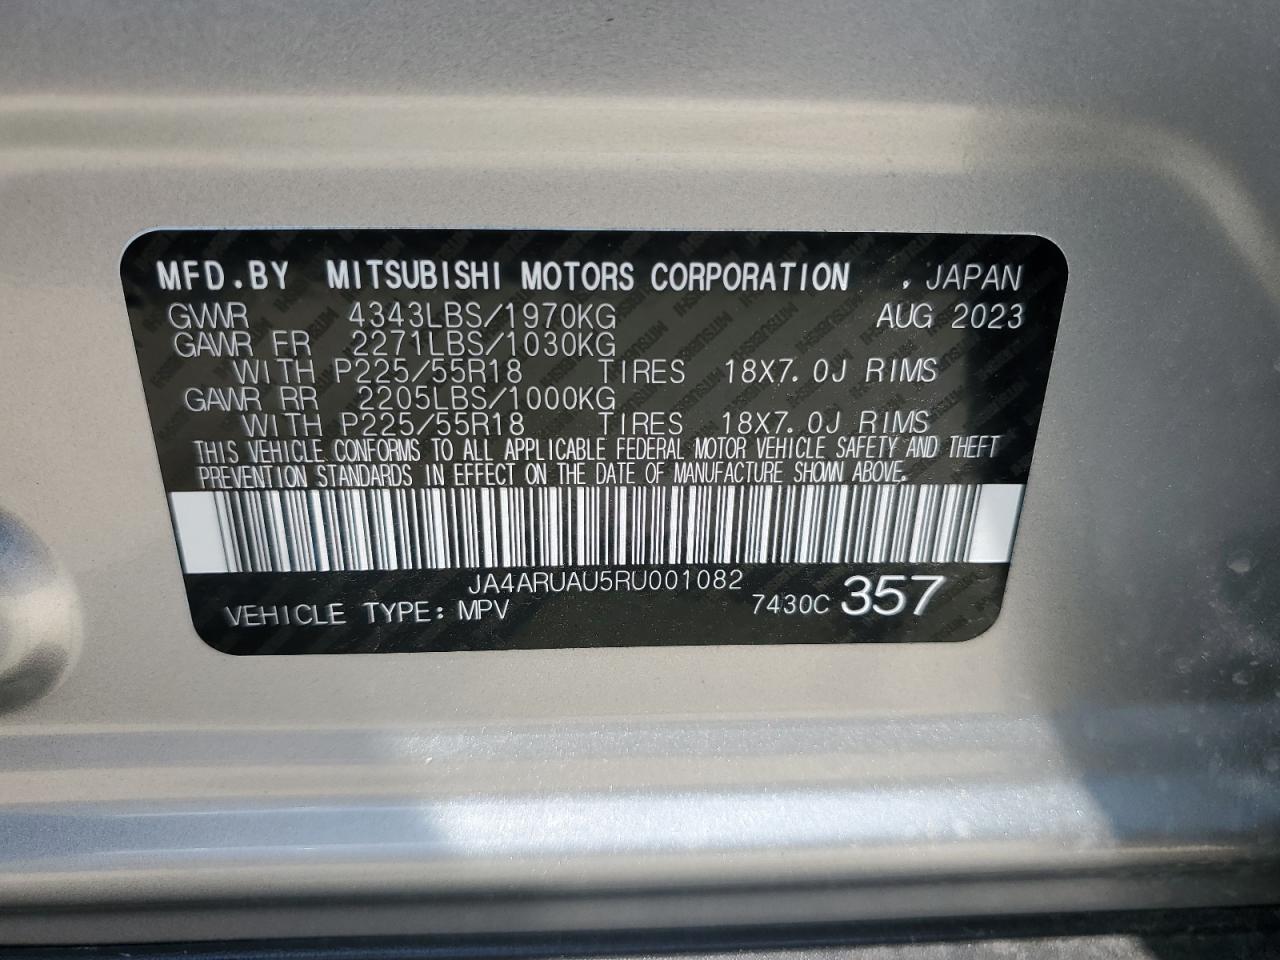 MFD.BY MITSUBISHI MOTORS CORPORATION , JAPAN
GVWR 4343LBS/1970KG AUG 2023
GAWR FR 2271LBS/1030KG
WITH P225/55R18 TIRES 18X7.0J RIMS
GAWR RR 2205LBS/1000KG
WITH P225/55R18 TIRES 18X7.0J RIMS
THIS VEHICLE CONFORMS TO ALL APPLICABLE FEDERAL MOTOR VEHICLE SAFETY AND THEFT
PREVENTION STANDARDS IN EFFECT ON THE DATE OF MANUFACTURE SHOWN ABOVE.
JA4ARUAU5RU001082
VEHICLE TYPE: MPV 7430C 357